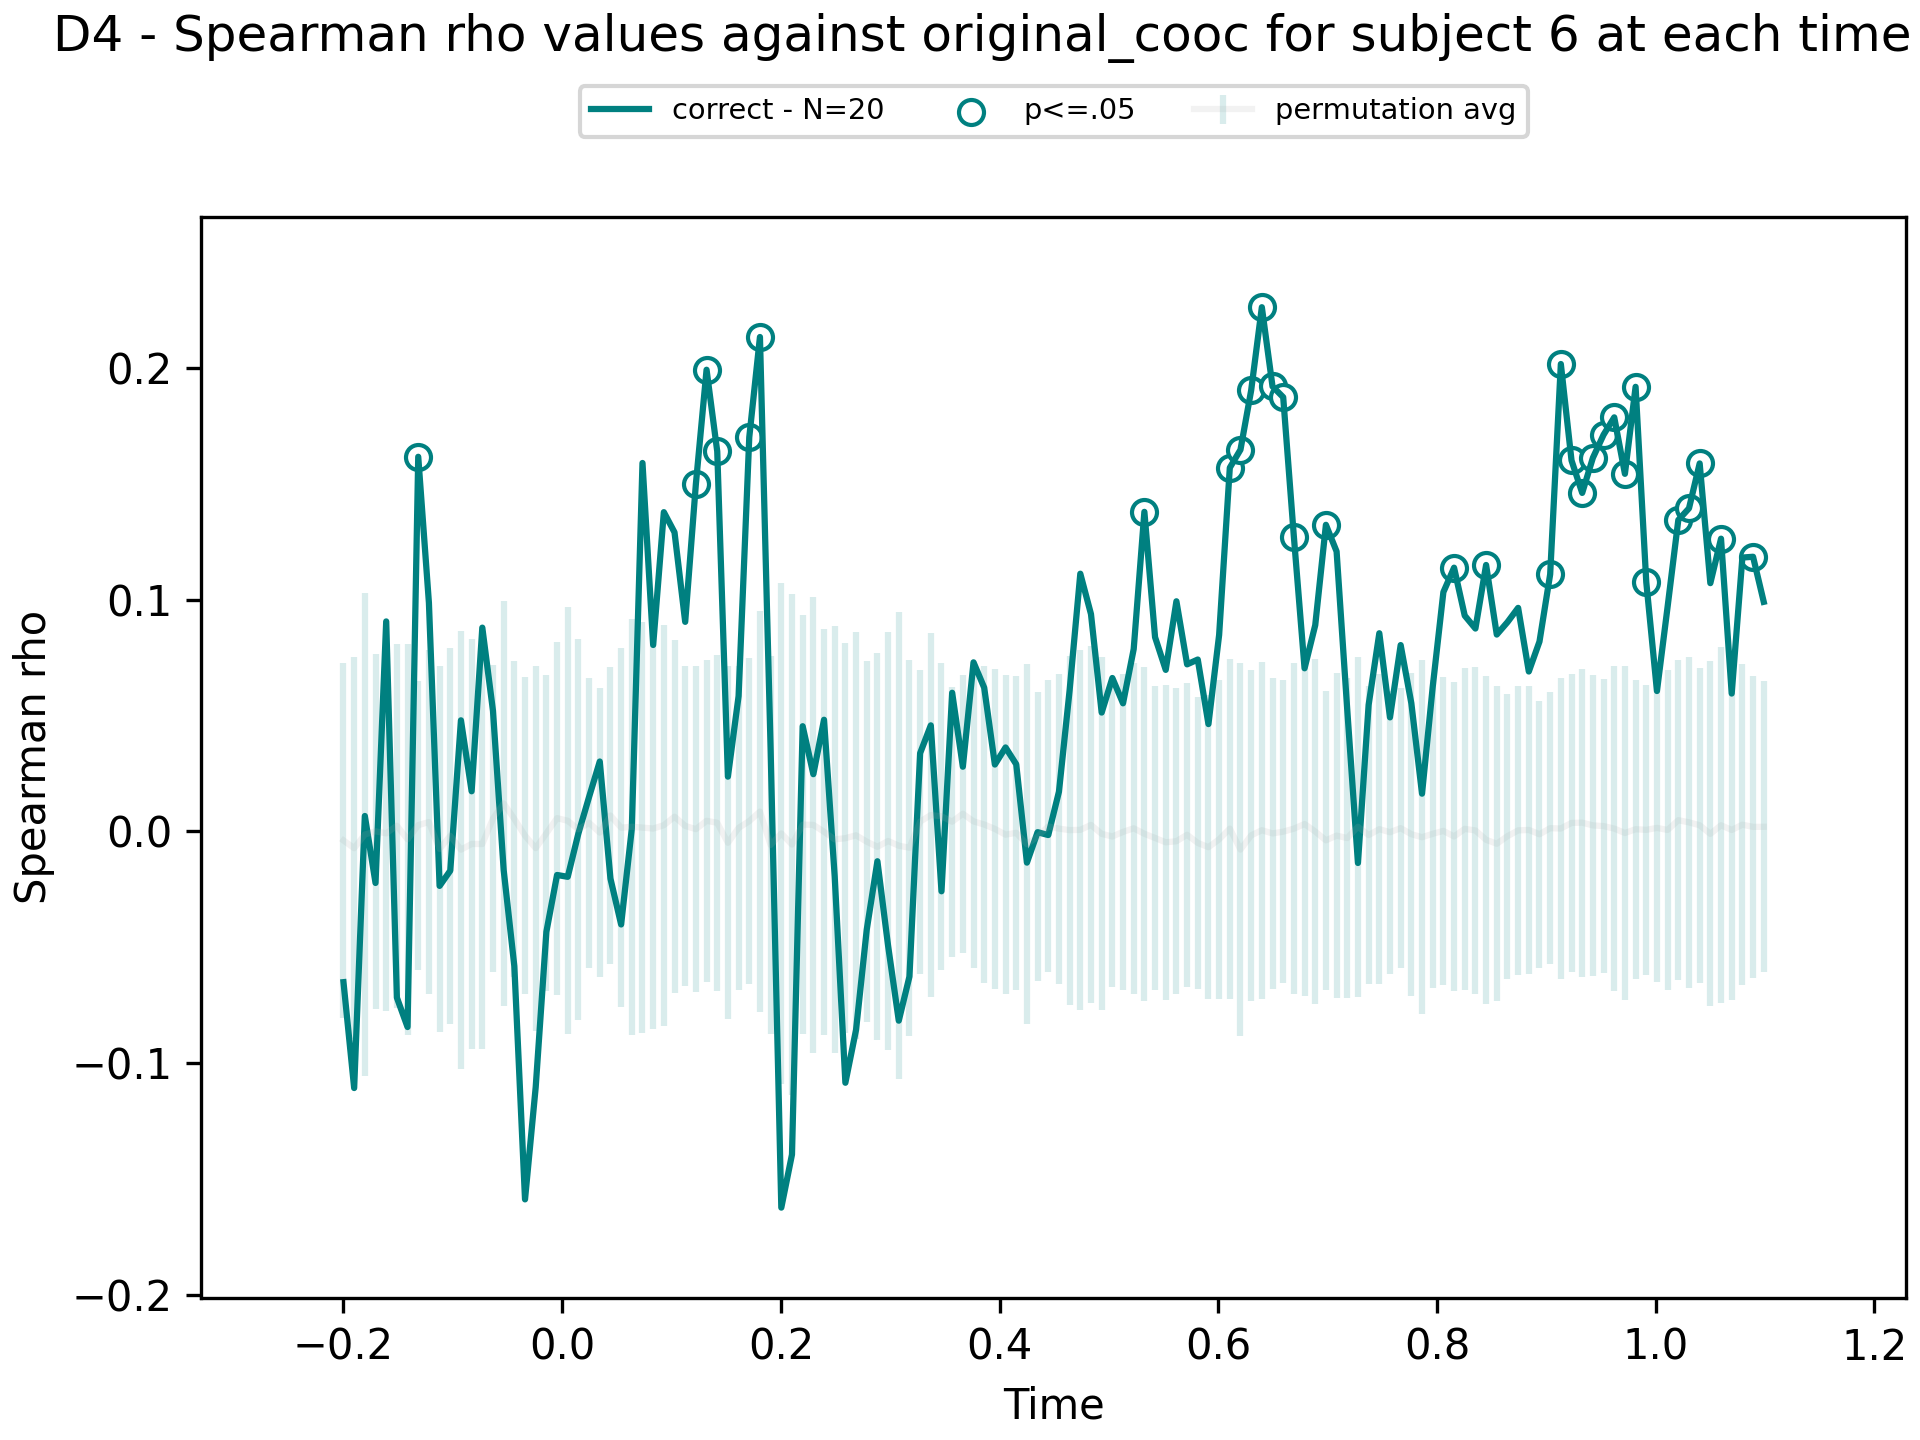 D4 - Spearman rho values against original_cooc for subject 6 at each time
correct - N=20 p<=.05 permutation avg
Spearman rho
0.2
0.1
0.0
−0.1
−0.2
−0.2 0.0 0.2 0.4 0.6 0.8 1.0 1.2
Time